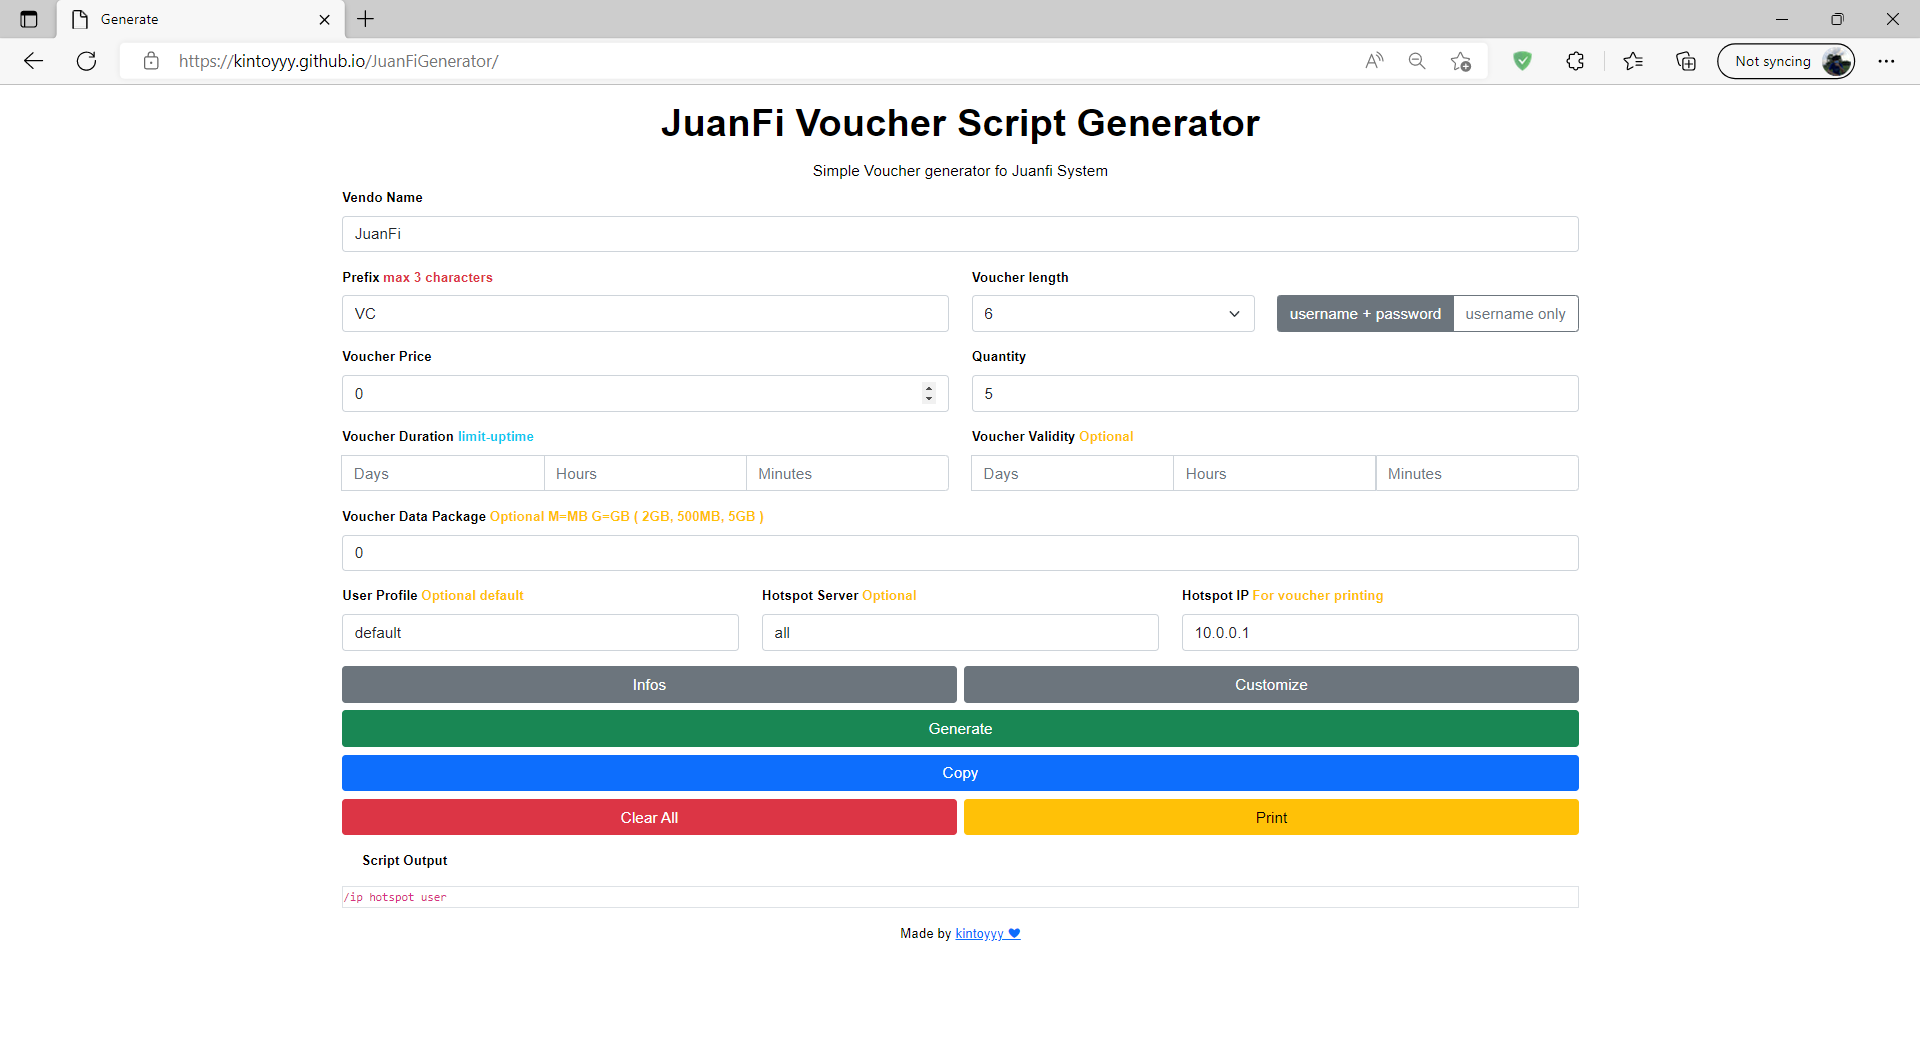 Generate
https://kintoyyy.github.io/JuanFiGenerator/
Not syncing
JuanFi Voucher Script Generator
Simple Voucher generator fo Juanfi System
Vendo Name
JuanFi
Prefix max 3 characters
Voucher length
VC
6
username + password
username only
Voucher Price
Quantity
0
5
Voucher Duration limit-uptime
Voucher Validity Optional
Days
Hours
Minutes
Days
Hours
Minutes
Voucher Data Package Optional M=MB G=GB ( 2GB, 500MB, 5GB )
0
User Profile Optional default
Hotspot Server Optional
Hotspot IP For voucher printing
default
all
10.0.0.1
Infos
Customize
Generate
Copy
Clear All
Print
Script Output
/ip hotspot user
Made by kintoyyy